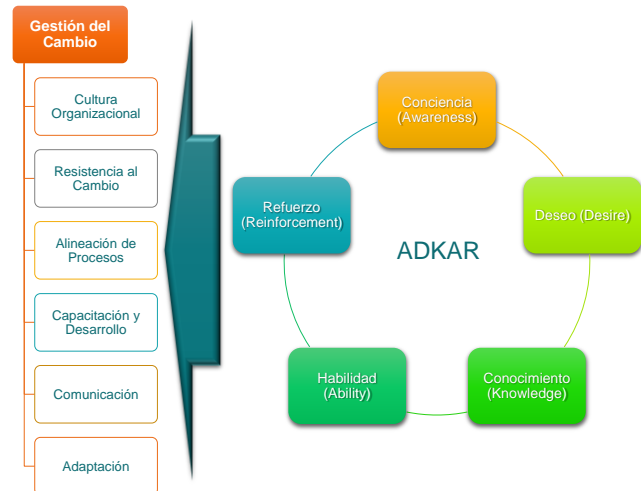 Gestión del
Cambio
Cultura
Organizacional
Resistencia al
Cambio
Alineación de
Procesos
Capacitación y
Desarrollo
Comunicación
Adaptación
Conciencia
(Awareness)
Deseo (Desire)
Conocimiento
(Knowledge)
Habilidad
(Ability)
Refuerzo
(Reinforcement)
ADKAR